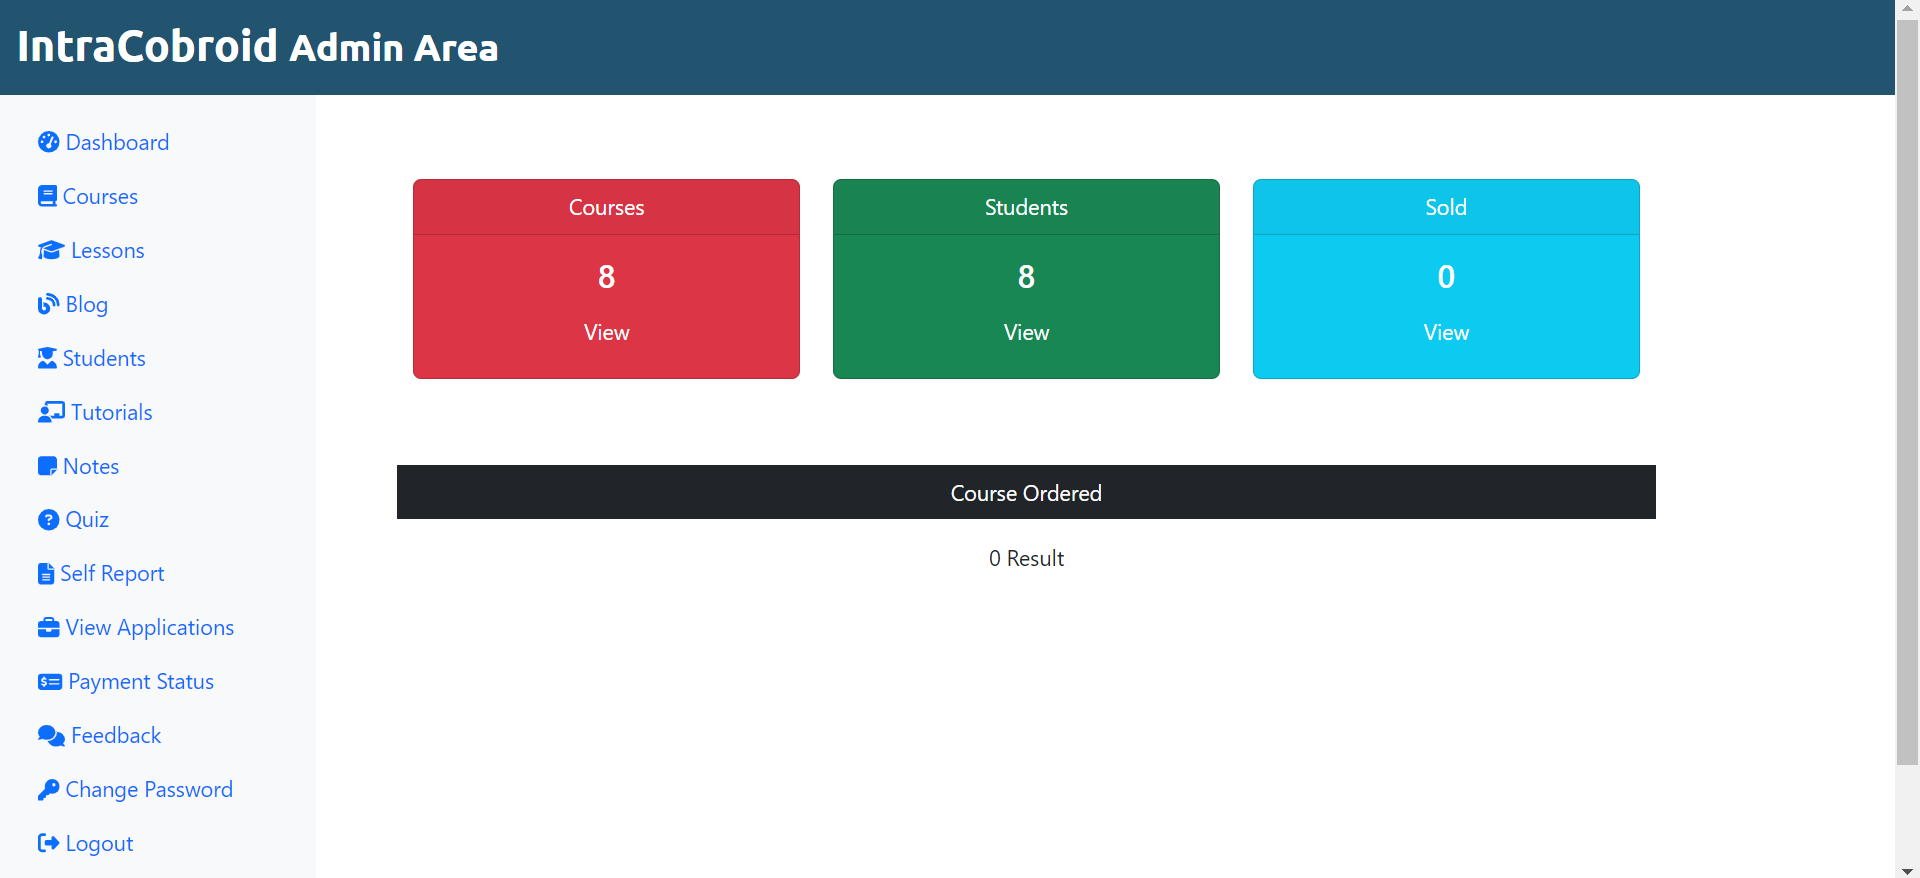 IntraCobroid Admin Area
Dashboard
Courses
Lessons
Blog
Students
Tutorials
Notes
Quiz
Self Report
View Applications
Payment Status
Feedback
Change Password
Logout
Courses
8
View
Students
8
View
Sold
0
View
Course Ordered
0 Result